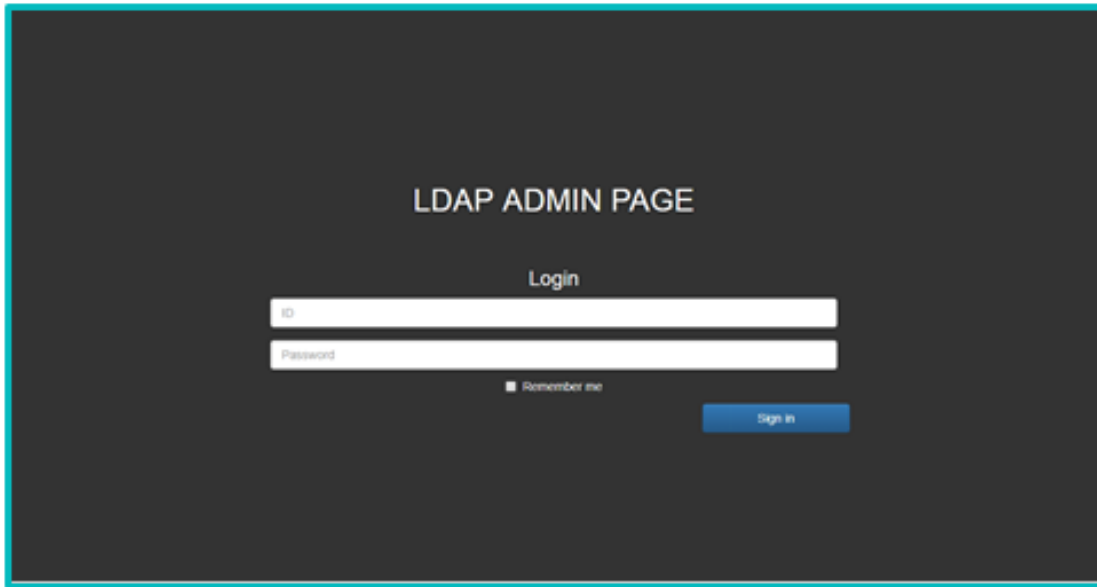 LDAP ADMIN PAGE
Login
ID
Password
Remember me
Sign in